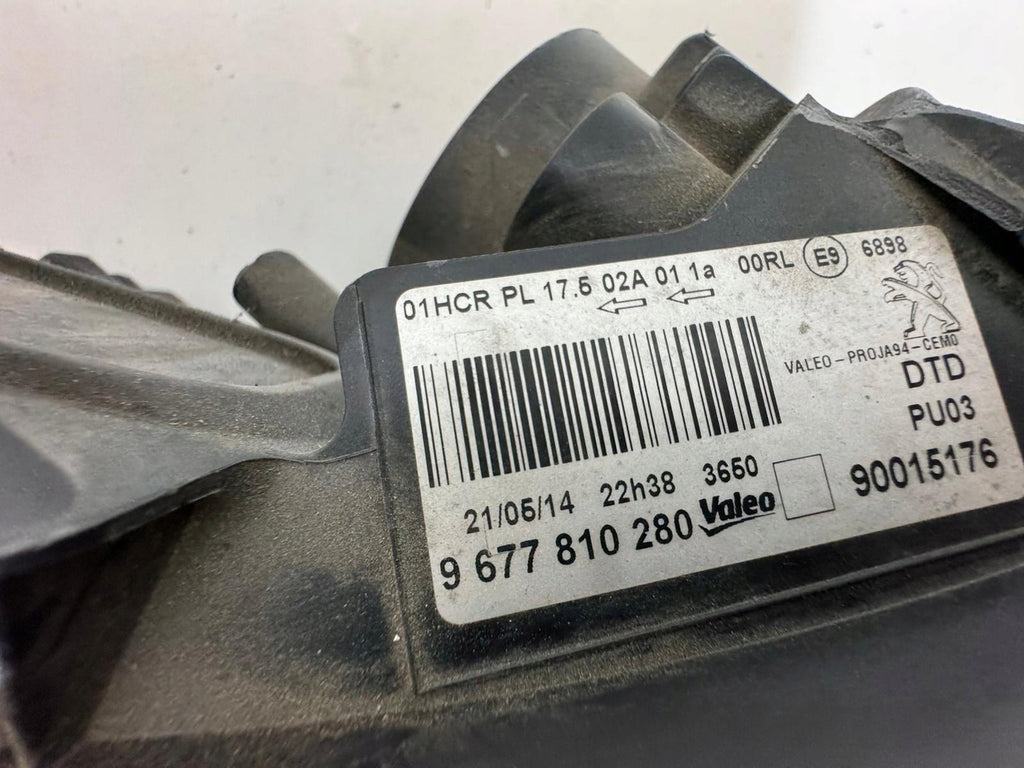 01HCR PL 17.5 02A 01 1a 00RL E9 6898
VALEO-PROJA94-CEM0
DTD
PU03
21/05/14 22h38 3650
90015176
9 677 810 280 Valeo